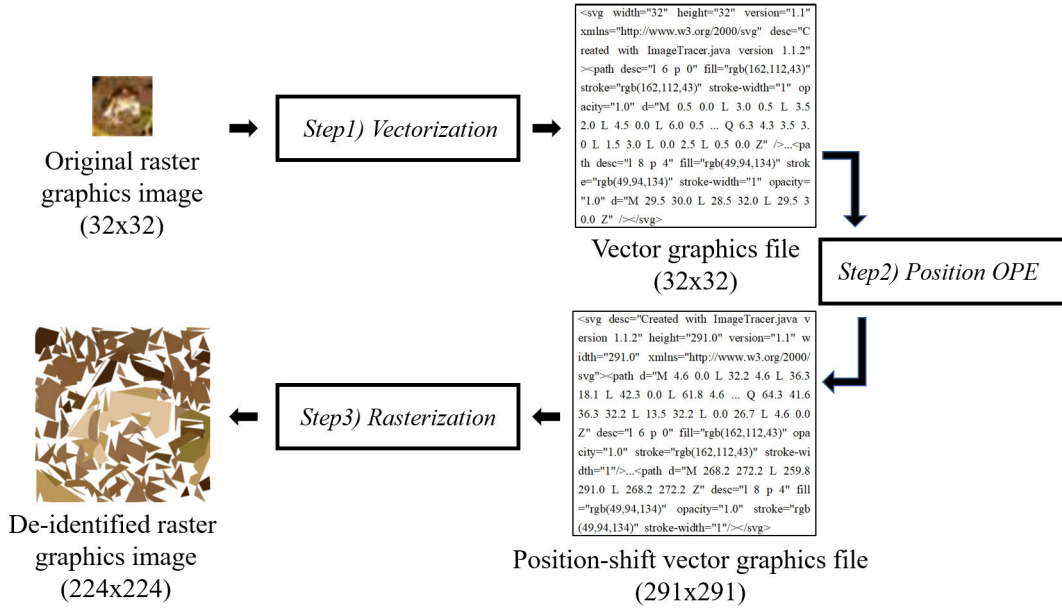 Original raster
graphics image
(32x32)
Step1) Vectorization
<svg width="32" height="32" version="1.1"
xmlns="http://www.w3.org/2000/svg" desc="C
reated with ImageTracer.java version 1.1.2"
><path desc="l 6 p 0" fill="rgb(162,112,43)"
stroke="rgb(162,112,43)" stroke-width="1" op
acity="1.0" d="M 0.5 0.0 L 3.0 0.5 L 3.5
2.0 L 4.5 0.0 L 6.0 0.5 ... Q 6.3 4.3 3.5 3.
0 L 1.5 3.0 L 0.0 2.5 L 0.5 0.0 Z" />...<pa
th desc="l 8 p 4" fill="rgb(49,94,134)" strok
e="rgb(49,94,134)" stroke-width="1" opacity=
"1.0" d="M 29.5 30.0 L 28.5 32.0 L 29.5 3
0.0 Z" /></svg>
Vector graphics file
(32x32)
Step2) Position OPE
<svg desc="Created with ImageTracer.java v
ersion 1.1.2" height="291.0" version="1.1" w
idth="291.0" xmlns="http://www.w3.org/2000/
svg"><path d="M 4.6 0.0 L 32.2 4.6 L 36.3
18.1 L 42.3 0.0 L 61.8 4.6 ... Q 64.3 41.6
36.3 32.2 L 13.5 32.2 L 0.0 26.7 L 4.6 0.0
Z" desc="l 6 p 0" fill="rgb(162,112,43)" opa
city="1.0" stroke="rgb(162,112,43)" stroke-wi
dth="1"/>...<path d="M 268.2 272.2 L 259.8
291.0 L 268.2 272.2 Z" desc="l 8 p 4" fill
="rgb(49,94,134)" opacity="1.0" stroke="rgb
(49,94,134)" stroke-width="1"/></svg>
Position-shift vector graphics file
(291x291)
Step3) Rasterization
De-identified raster
graphics image
(224x224)